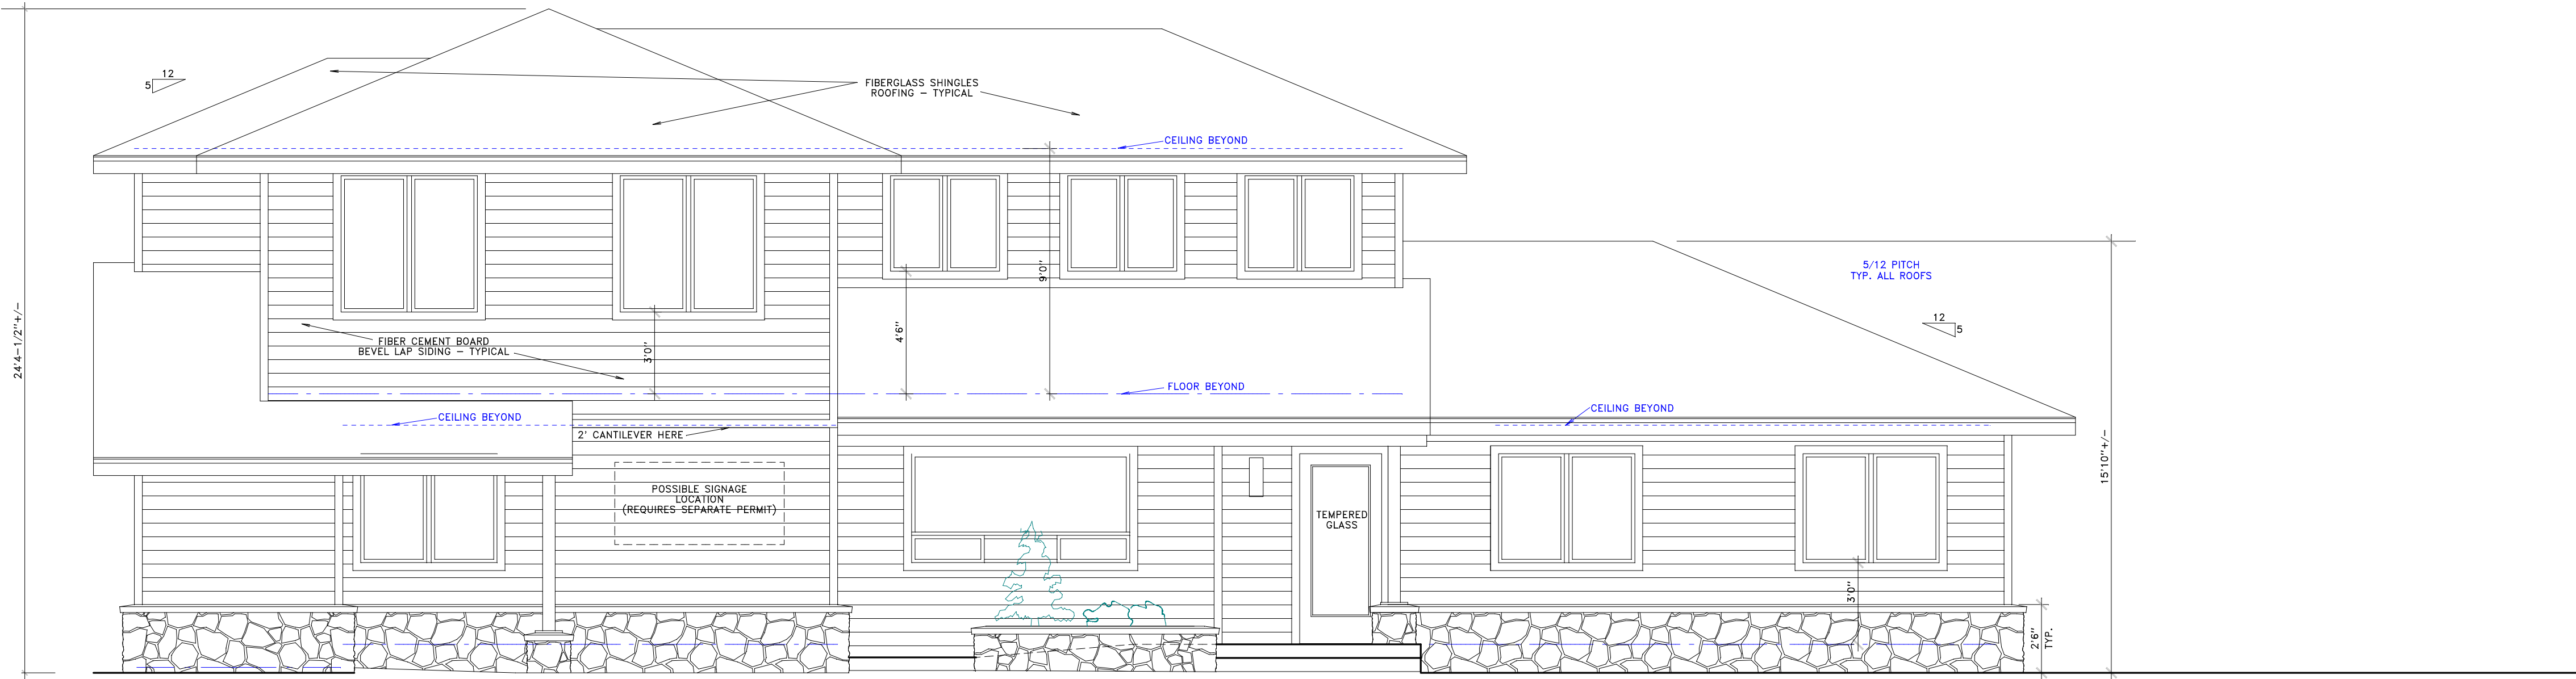 12
5
FIBERGLASS SHINGLES
ROOFING - TYPICAL
CEILING BEYOND
24'4-1/2"+/-
9'0"
4'6"
3'0"
FIBER CEMENT BOARD
BEVEL LAP SIDING - TYPICAL
5/12 PITCH
TYP. ALL ROOFS
12
5
FLOOR BEYOND
CEILING BEYOND
2' CANTILEVER HERE
CEILING BEYOND
15'10"+/-
POSSIBLE SIGNAGE
LOCATION
(REQUIRES SEPARATE PERMIT)
TEMPERED
GLASS
3'0"
2'6"
TYP.